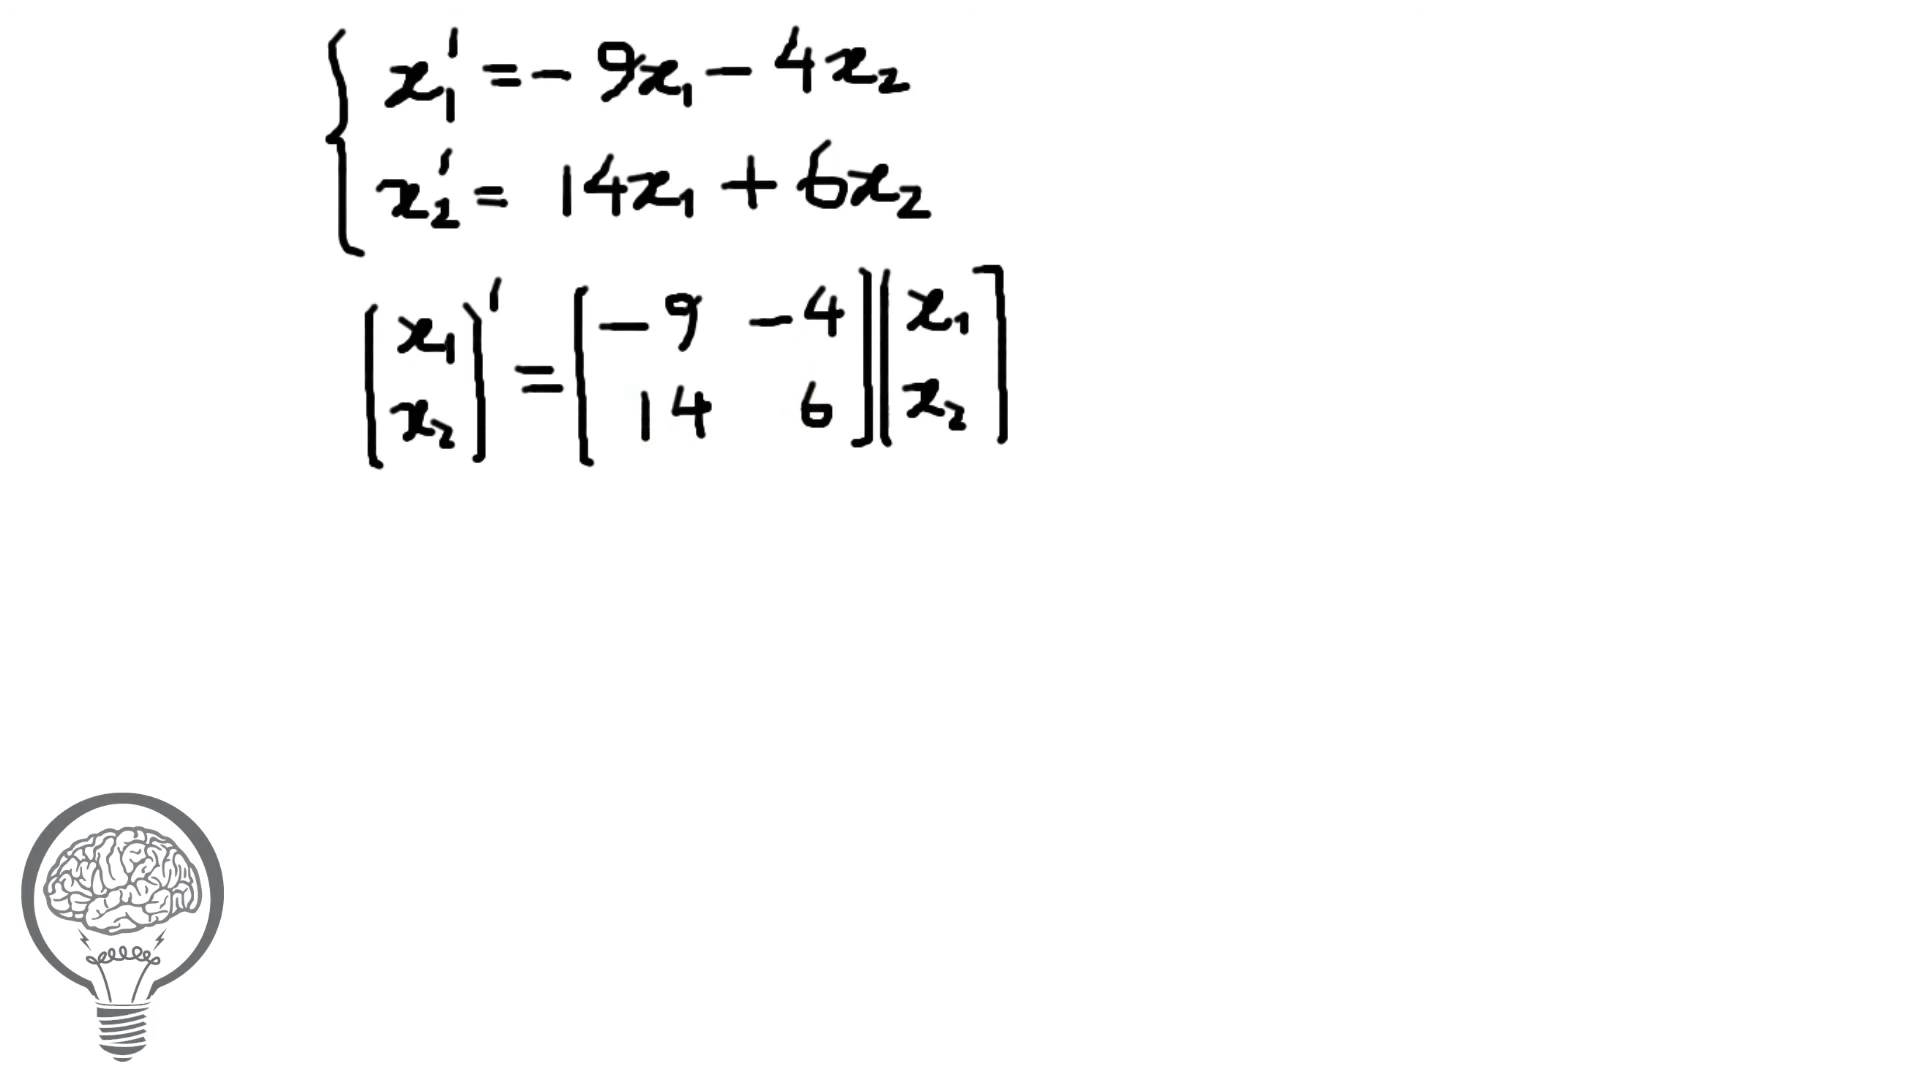 { x₁' = - 9x₁ - 4x₂
x₂' = 14x₁ + 6x₂
[x₁ x₂]' = [-9 -4; 14 6][x₁ x₂]